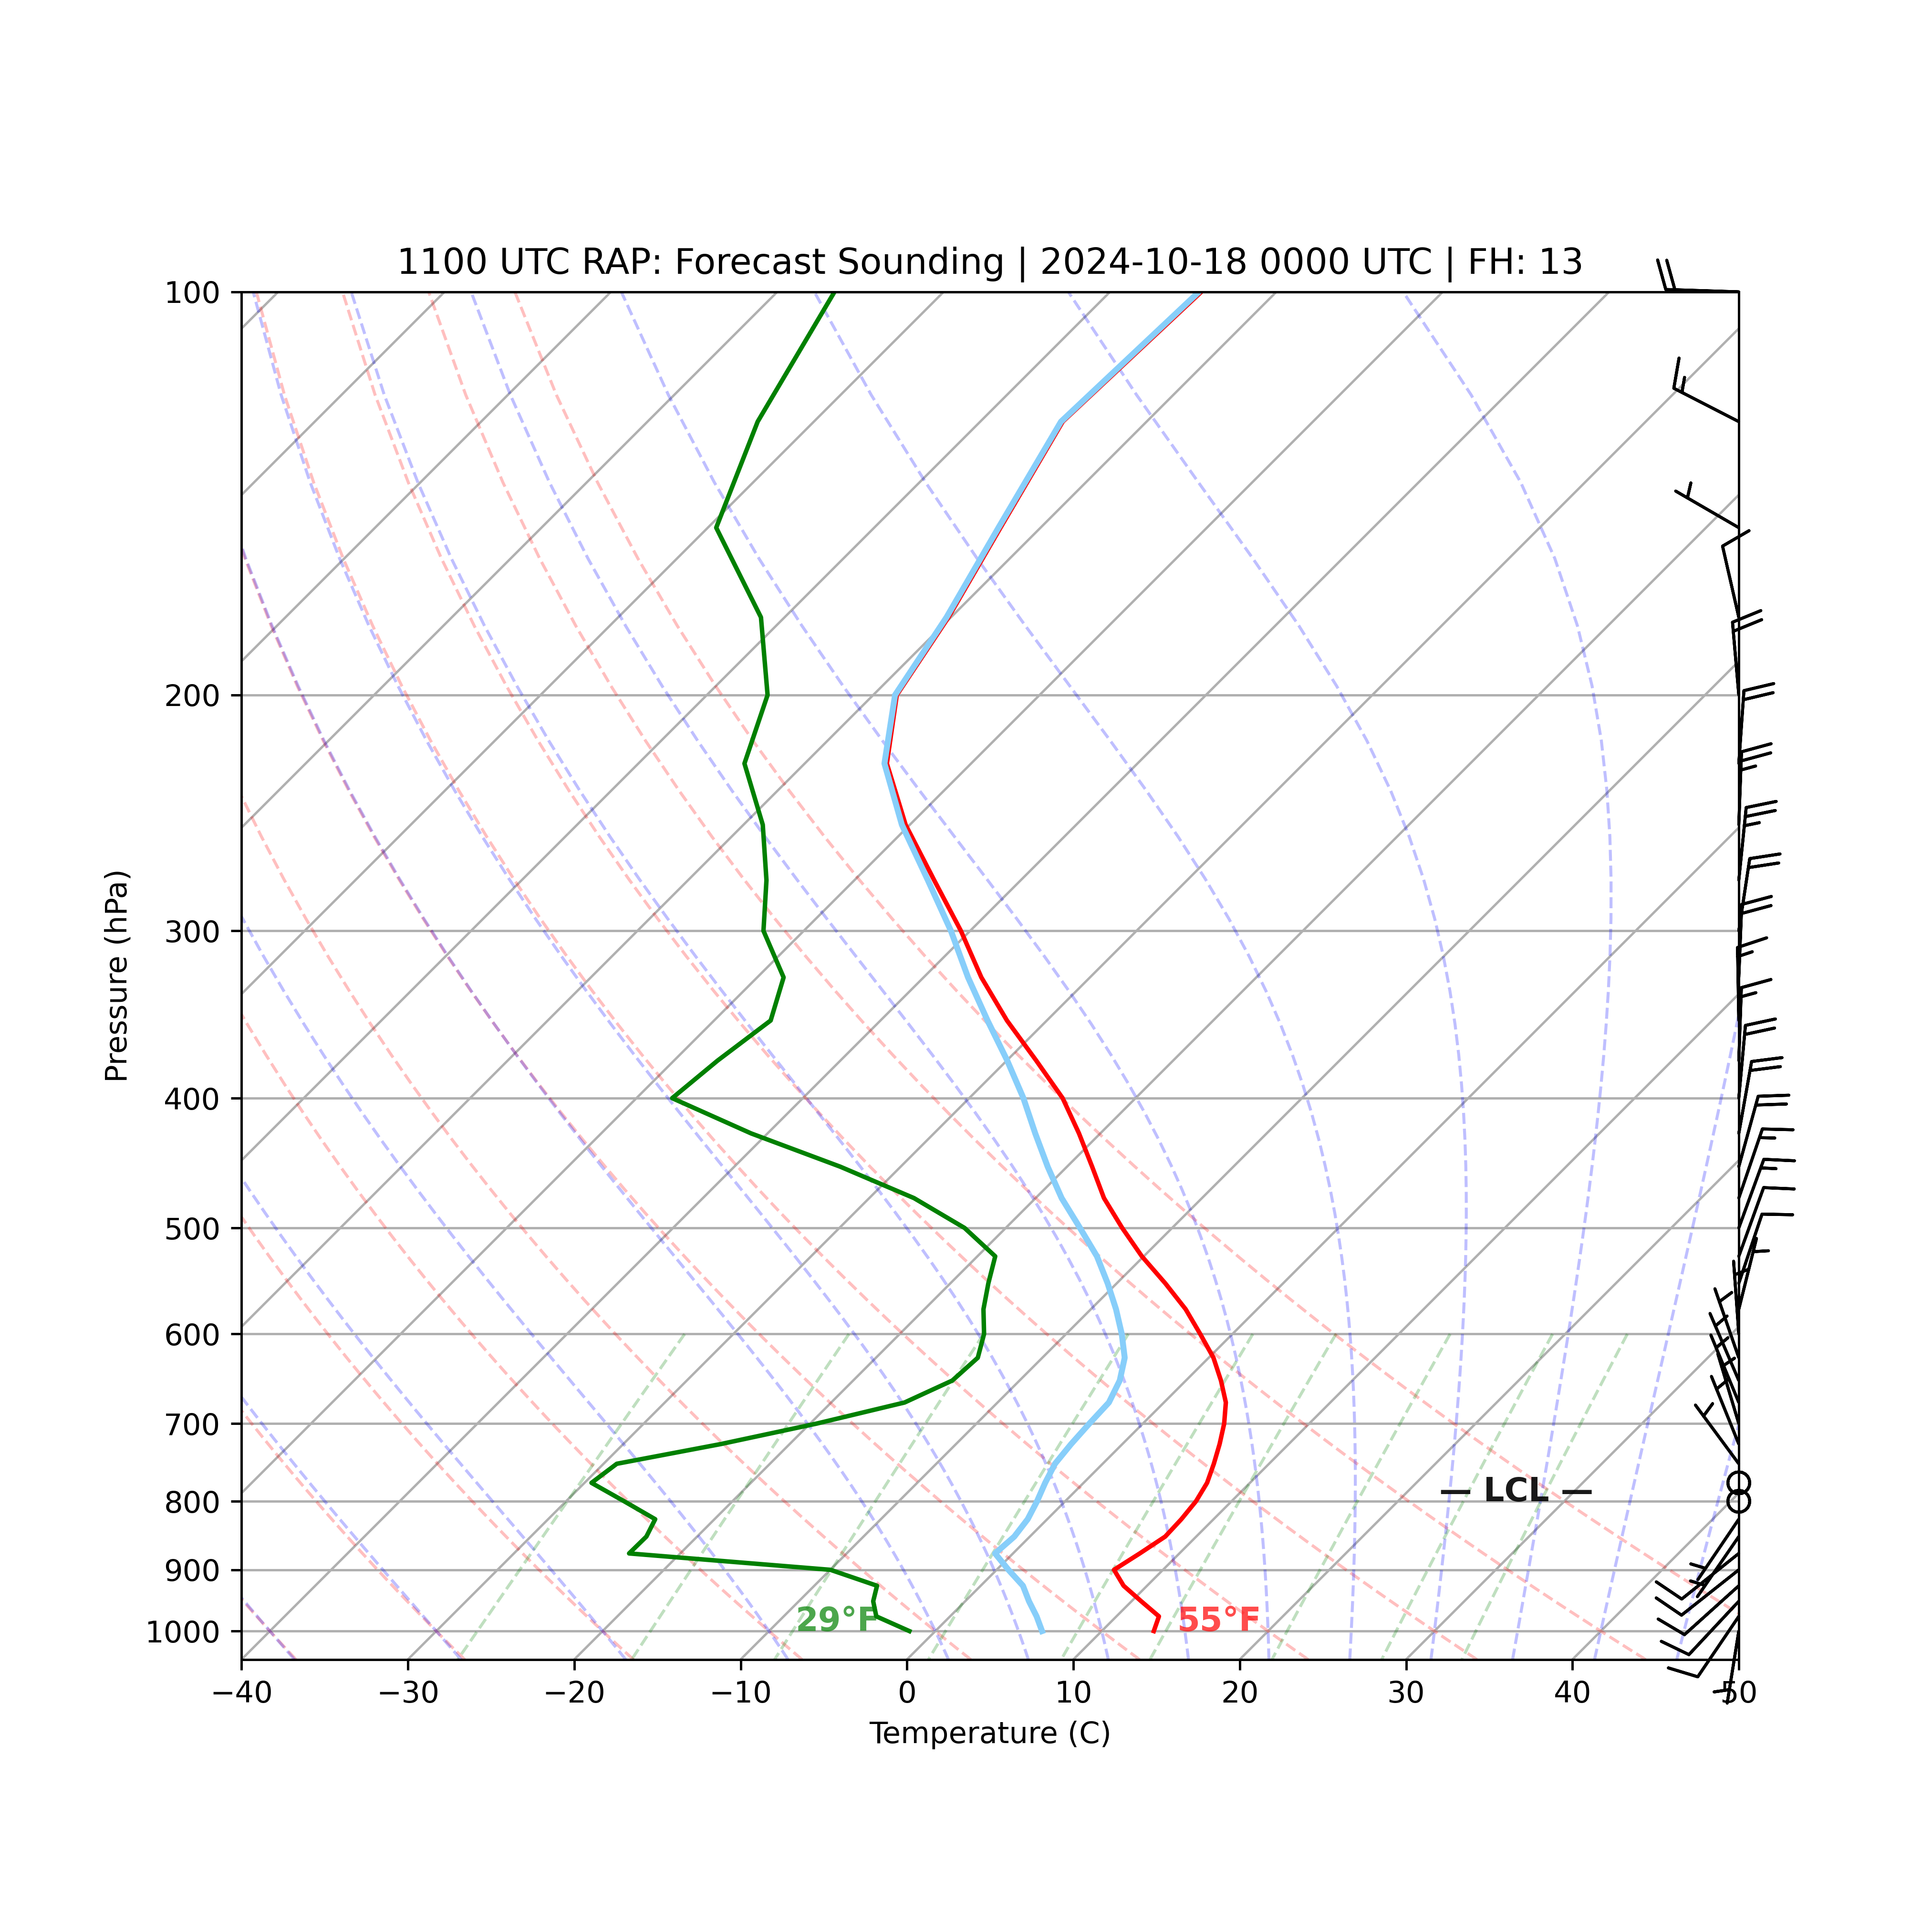 1100 UTC RAP: Forecast Sounding | 2024-10-18 0000 UTC | FH: 13
100
200
300
400
500
600
700
800
900
1000
Pressure (hPa)
— LCL —
29°F
55°F
−40 −30 −20 −10 0 10 20 30 40 50
Temperature (C)